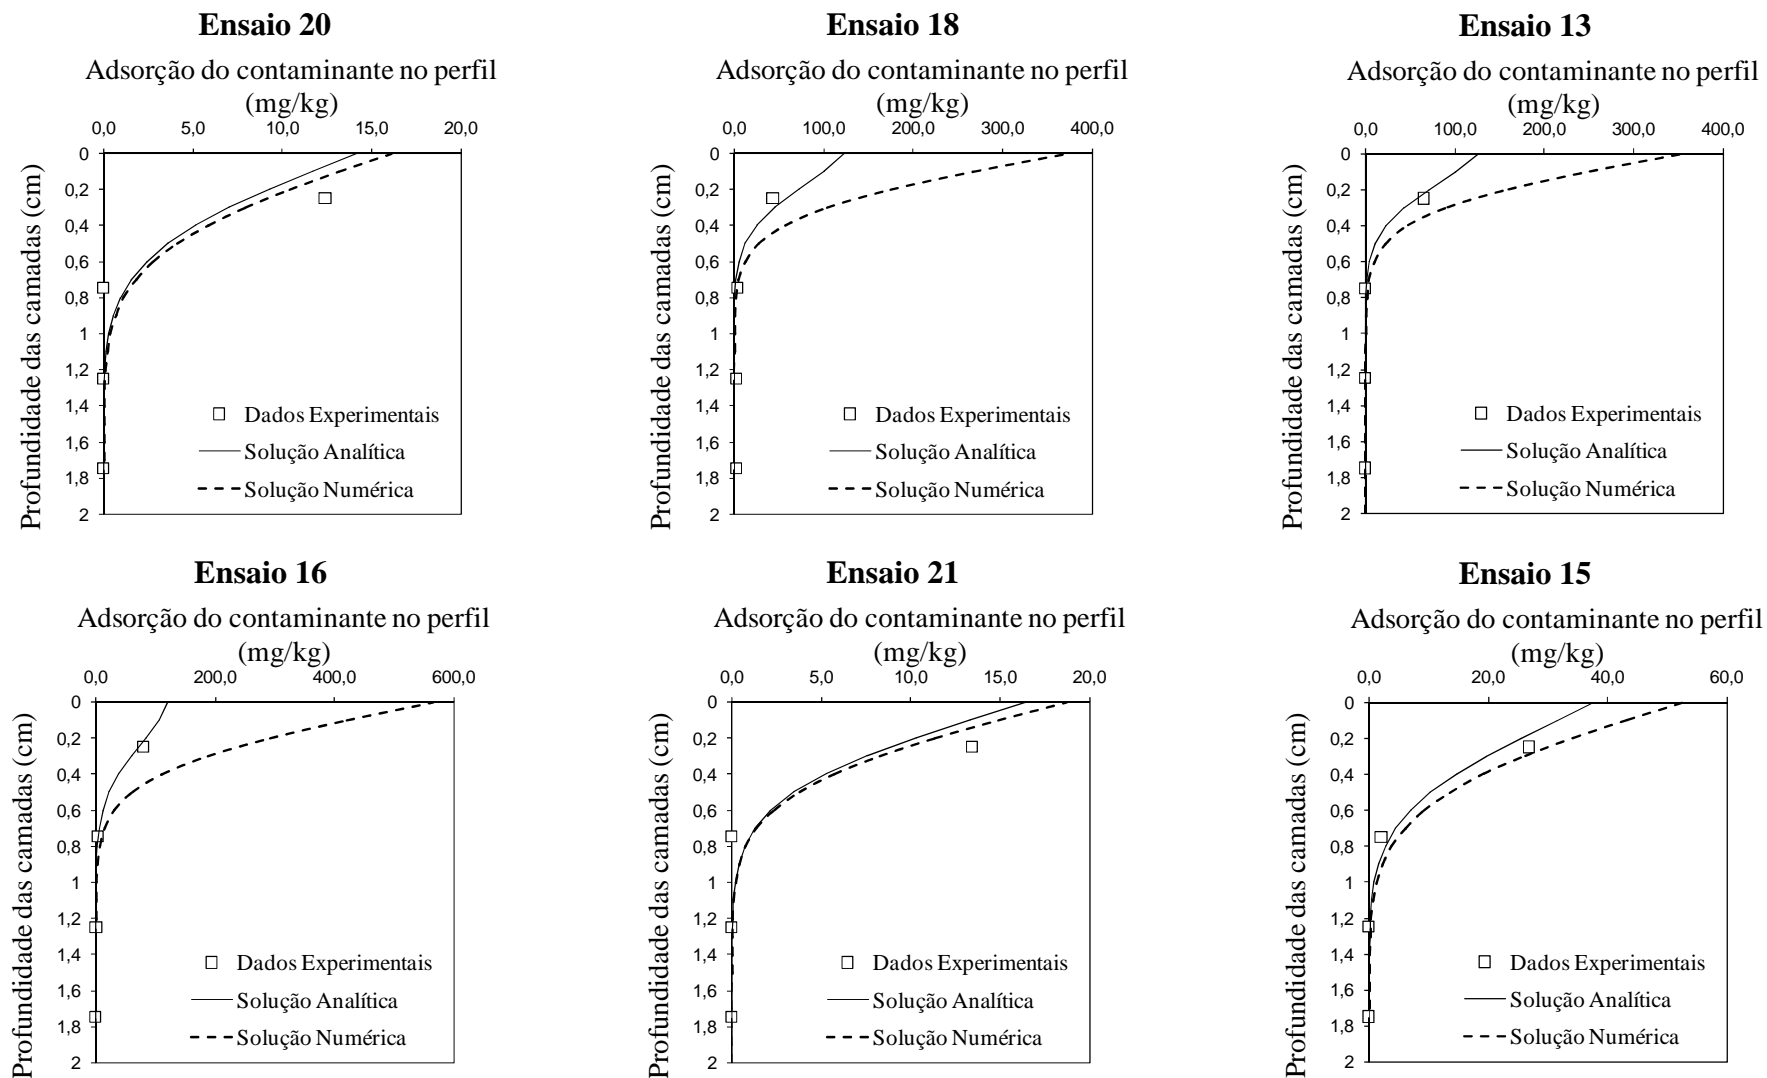 Ensaio 20
Adsorção do contaminante no perfil
(mg/kg)
0,0 5,0 10,0 15,0 20,0
Profundidade das camadas (cm)
0
0,2
0,4
0,6
0,8
1
1,2
1,4
1,6
1,8
2
Dados Experimentais
Solução Analítica
Solução Numérica
Ensaio 18
Adsorção do contaminante no perfil
(mg/kg)
0,0 100,0 200,0 300,0 400,0
Profundidade das camadas (cm)
0
0,2
0,4
0,6
0,8
1
1,2
1,4
1,6
1,8
2
Dados Experimentais
Solução Analítica
Solução Numérica
Ensaio 13
Adsorção do contaminante no perfil
(mg/kg)
0,0 100,0 200,0 300,0 400,0
Profundidade das camadas (cm)
0
0,2
0,4
0,6
0,8
1
1,2
1,4
1,6
1,8
2
Dados Experimentais
Solução Analítica
Solução Numérica
Ensaio 16
Adsorção do contaminante no perfil
(mg/kg)
0,0 200,0 400,0 600,0
Profundidade das camadas (cm)
0
0,2
0,4
0,6
0,8
1
1,2
1,4
1,6
1,8
2
Dados Experimentais
Solução Analítica
Solução Numérica
Ensaio 21
Adsorção do contaminante no perfil
(mg/kg)
0,0 5,0 10,0 15,0 20,0
Profundidade das camadas (cm)
0
0,2
0,4
0,6
0,8
1
1,2
1,4
1,6
1,8
2
Dados Experimentais
Solução Analítica
Solução Numérica
Ensaio 15
Adsorção do contaminante no perfil
(mg/kg)
0,0 20,0 40,0 60,0
Profundidade das camadas (cm)
0
0,2
0,4
0,6
0,8
1
1,2
1,4
1,6
1,8
2
Dados Experimentais
Solução Analítica
Solução Numérica